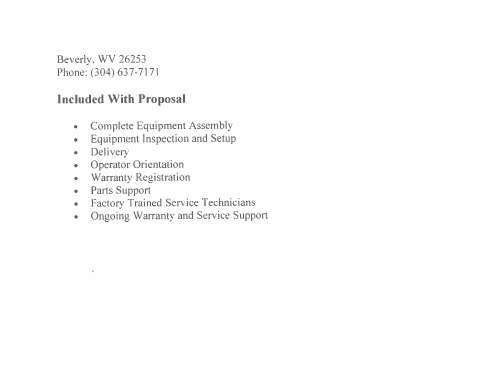 Beverly, WV 26253
Phone: (304) 637-7171
Included With Proposal
• Complete Equipment Assembly
• Equipment Inspection and Setup
• Delivery
• Operator Orientation
• Warranty Registration
• Parts Support
• Factory Trained Service Technicians
• Ongoing Warranty and Service Support